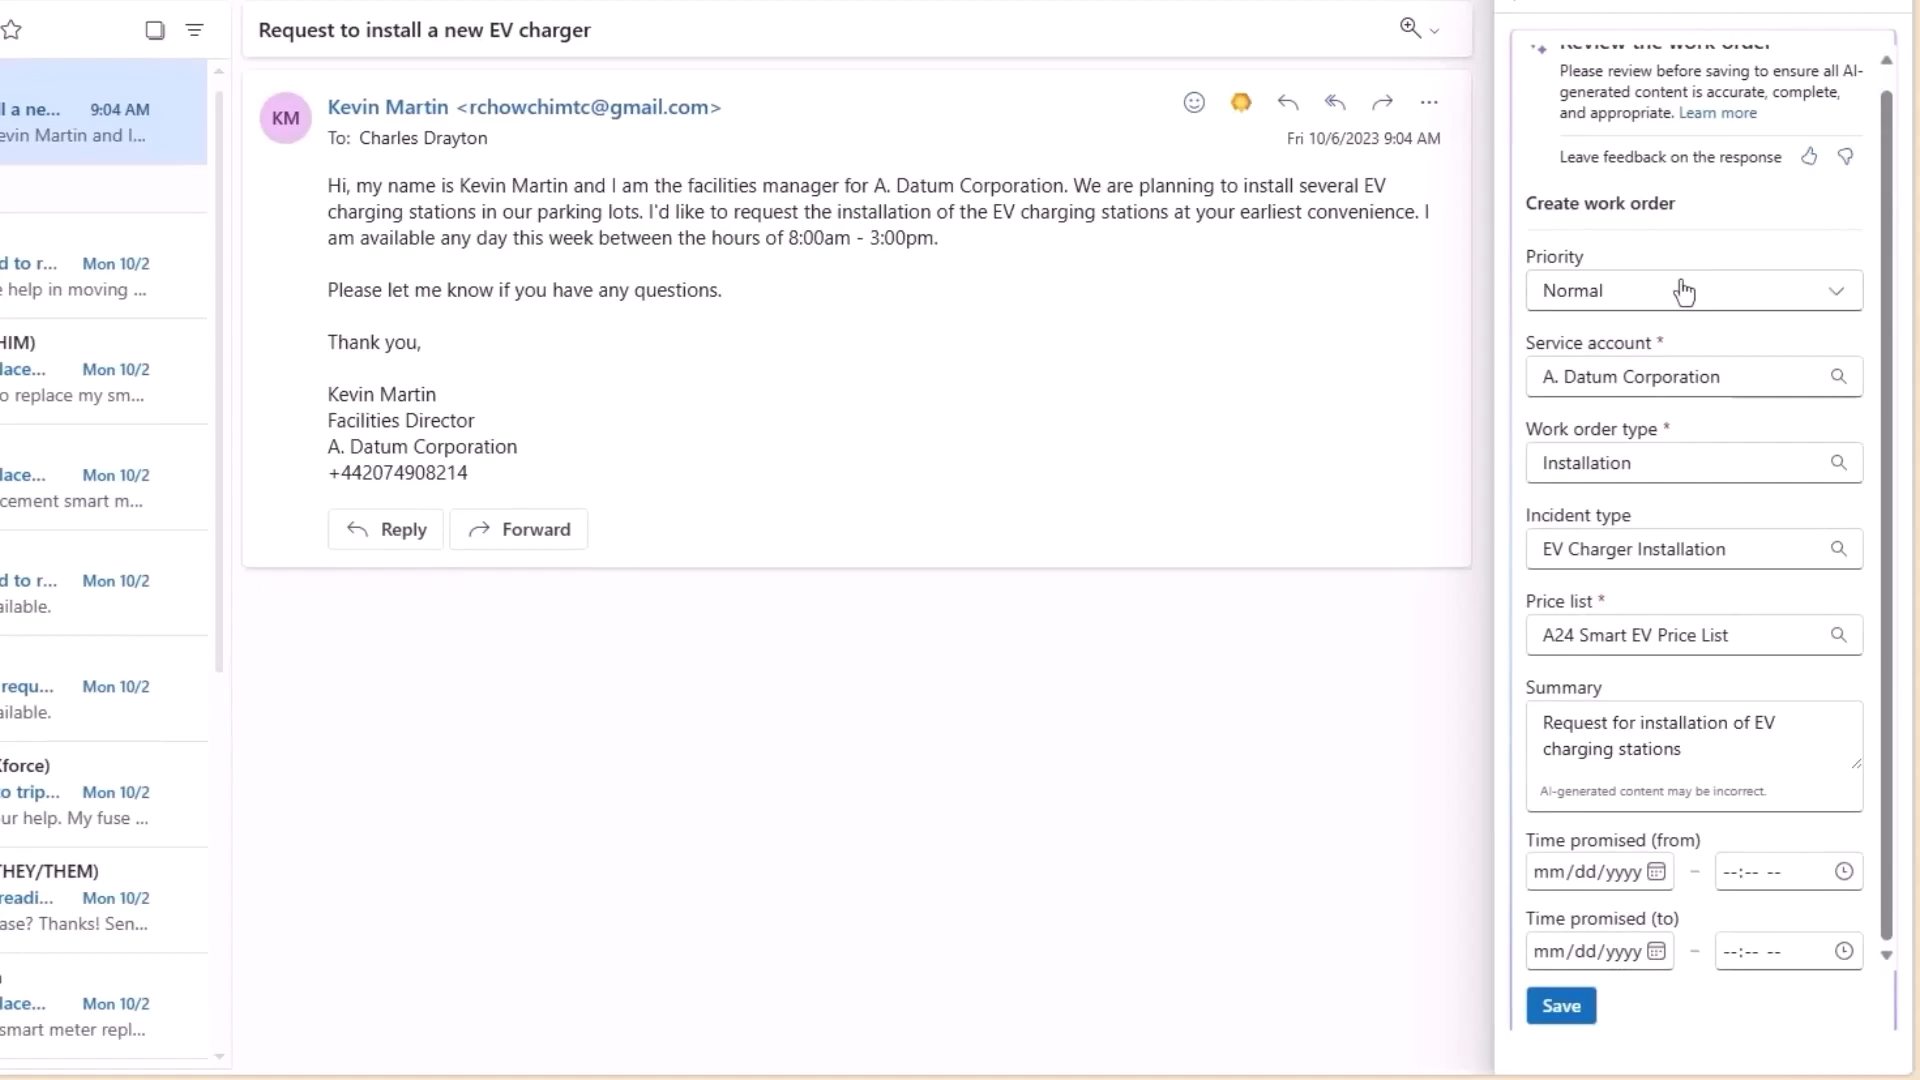 ll a ne... 9:04 AM
evin Martin and I...
d to r... Mon 10/2
e help in moving ...
HIM)
lace... Mon 10/2
o replace my sm...
lace... Mon 10/2
cement smart m...
d to r... Mon 10/2
ailable.
requ... Mon 10/2
ailable.
force)
o trip... Mon 10/2
ur help. My fuse ...
THEY/THEM)
readi... Mon 10/2
ase? Thanks! Sen...
lace... Mon 10/2
smart meter repl...
Request to install a new EV charger
KM
Kevin Martin <rchowchimtc@gmail.com>
To: Charles Drayton
Fri 10/6/2023 9:04 AM
Hi, my name is Kevin Martin and I am the facilities manager for A. Datum Corporation. We are planning to install several EV
charging stations in our parking lots. I'd like to request the installation of the EV charging stations at your earliest convenience. I
am available any day this week between the hours of 8:00am - 3:00pm.
Please let me know if you have any questions.
Thank you,
Kevin Martin
Facilities Director
A. Datum Corporation
+442074908214
Reply
Forward
Review the work order
Please review before saving to ensure all AI-
generated content is accurate, complete,
and appropriate. Learn more
Leave feedback on the response
Create work order
Priority
Normal
Service account *
A. Datum Corporation
Work order type *
Installation
Incident type
EV Charger Installation
Price list *
A24 Smart EV Price List
Summary
Request for installation of EV
charging stations
AI-generated content may be incorrect.
Time promised (from)
mm/dd/yyyy – --:-- --
Time promised (to)
mm/dd/yyyy – --:-- --
Save